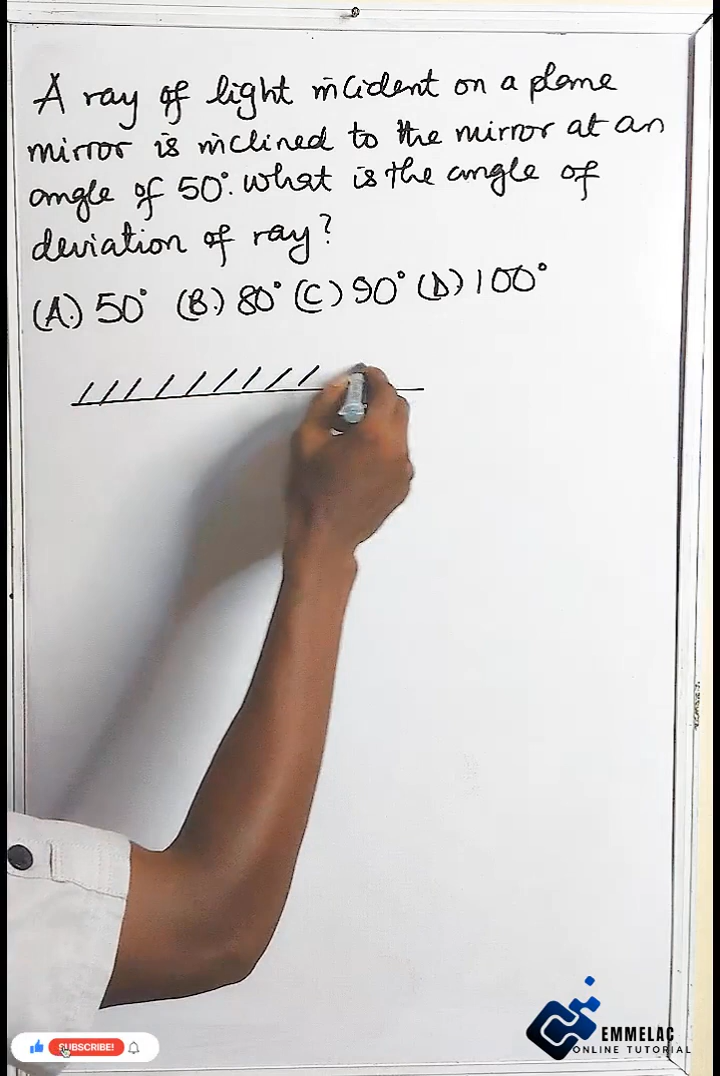 A ray of light incident on a plane
mirror is inclined to the mirror at an
angle of 50°. what is the angle of
deviation of ray?
(A.) 50° (B.) 80° (C) 90° (D.) 100°
SUBSCRIBE!
EMMELAC
ONLINE TUTORIAL